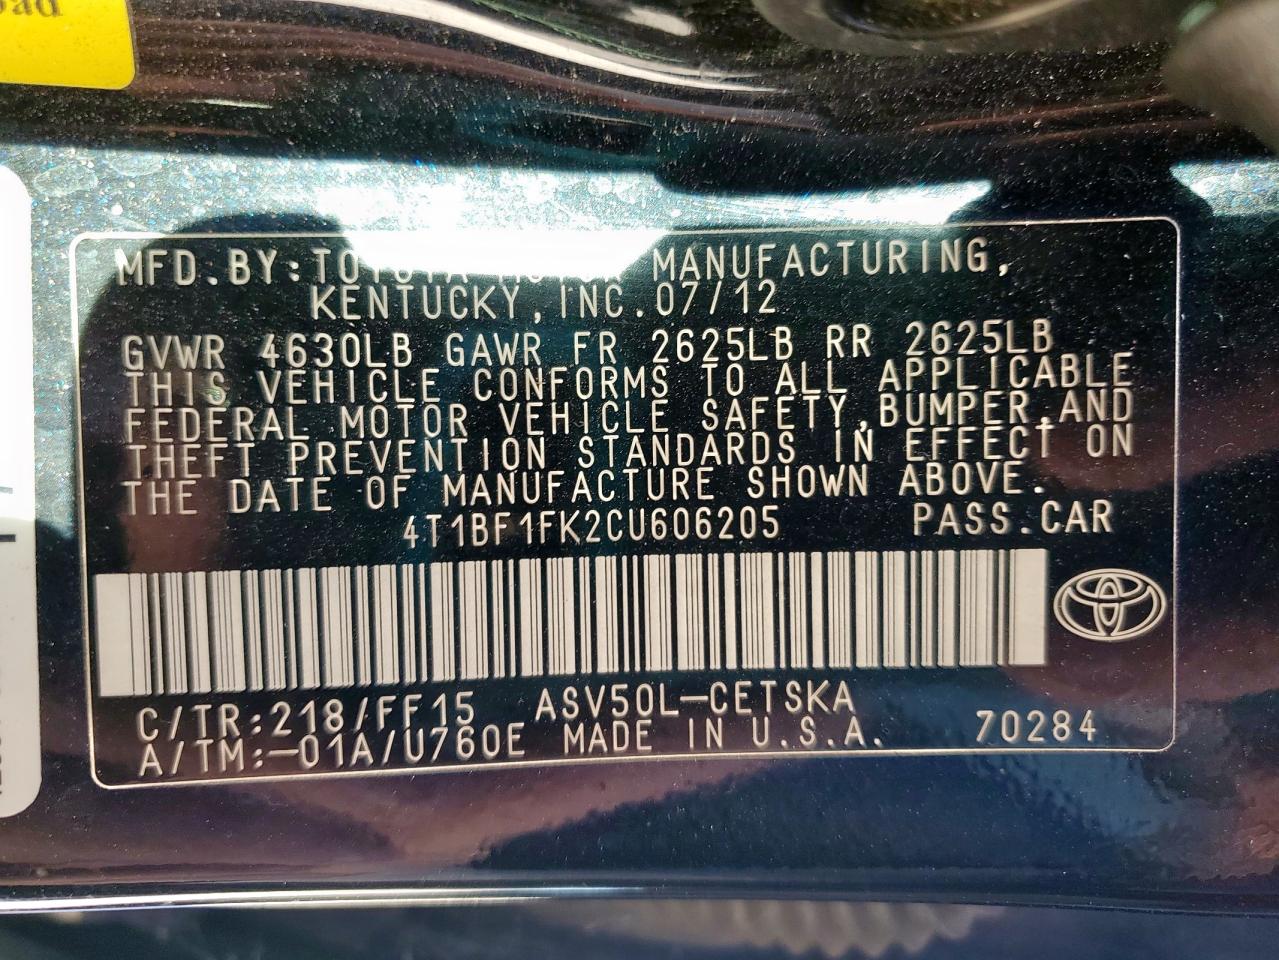 MFD.BY:TOYOTA MOTOR MANUFACTURING,
KENTUCKY,INC.07/12
GVWR 4630LB GAWR FR 2625LB RR 2625LB
THIS VEHICLE CONFORMS TO ALL APPLICABLE
FEDERAL MOTOR VEHICLE SAFETY,BUMPER,AND
THEFT PREVENTION STANDARDS IN EFFECT ON
THE DATE OF MANUFACTURE SHOWN ABOVE.
4T1BF1FK2CU606205 PASS.CAR
C/TR:218/FF15 ASV50L-CETSKA
A/TM:-01A/U760E MADE IN U.S.A. 70284